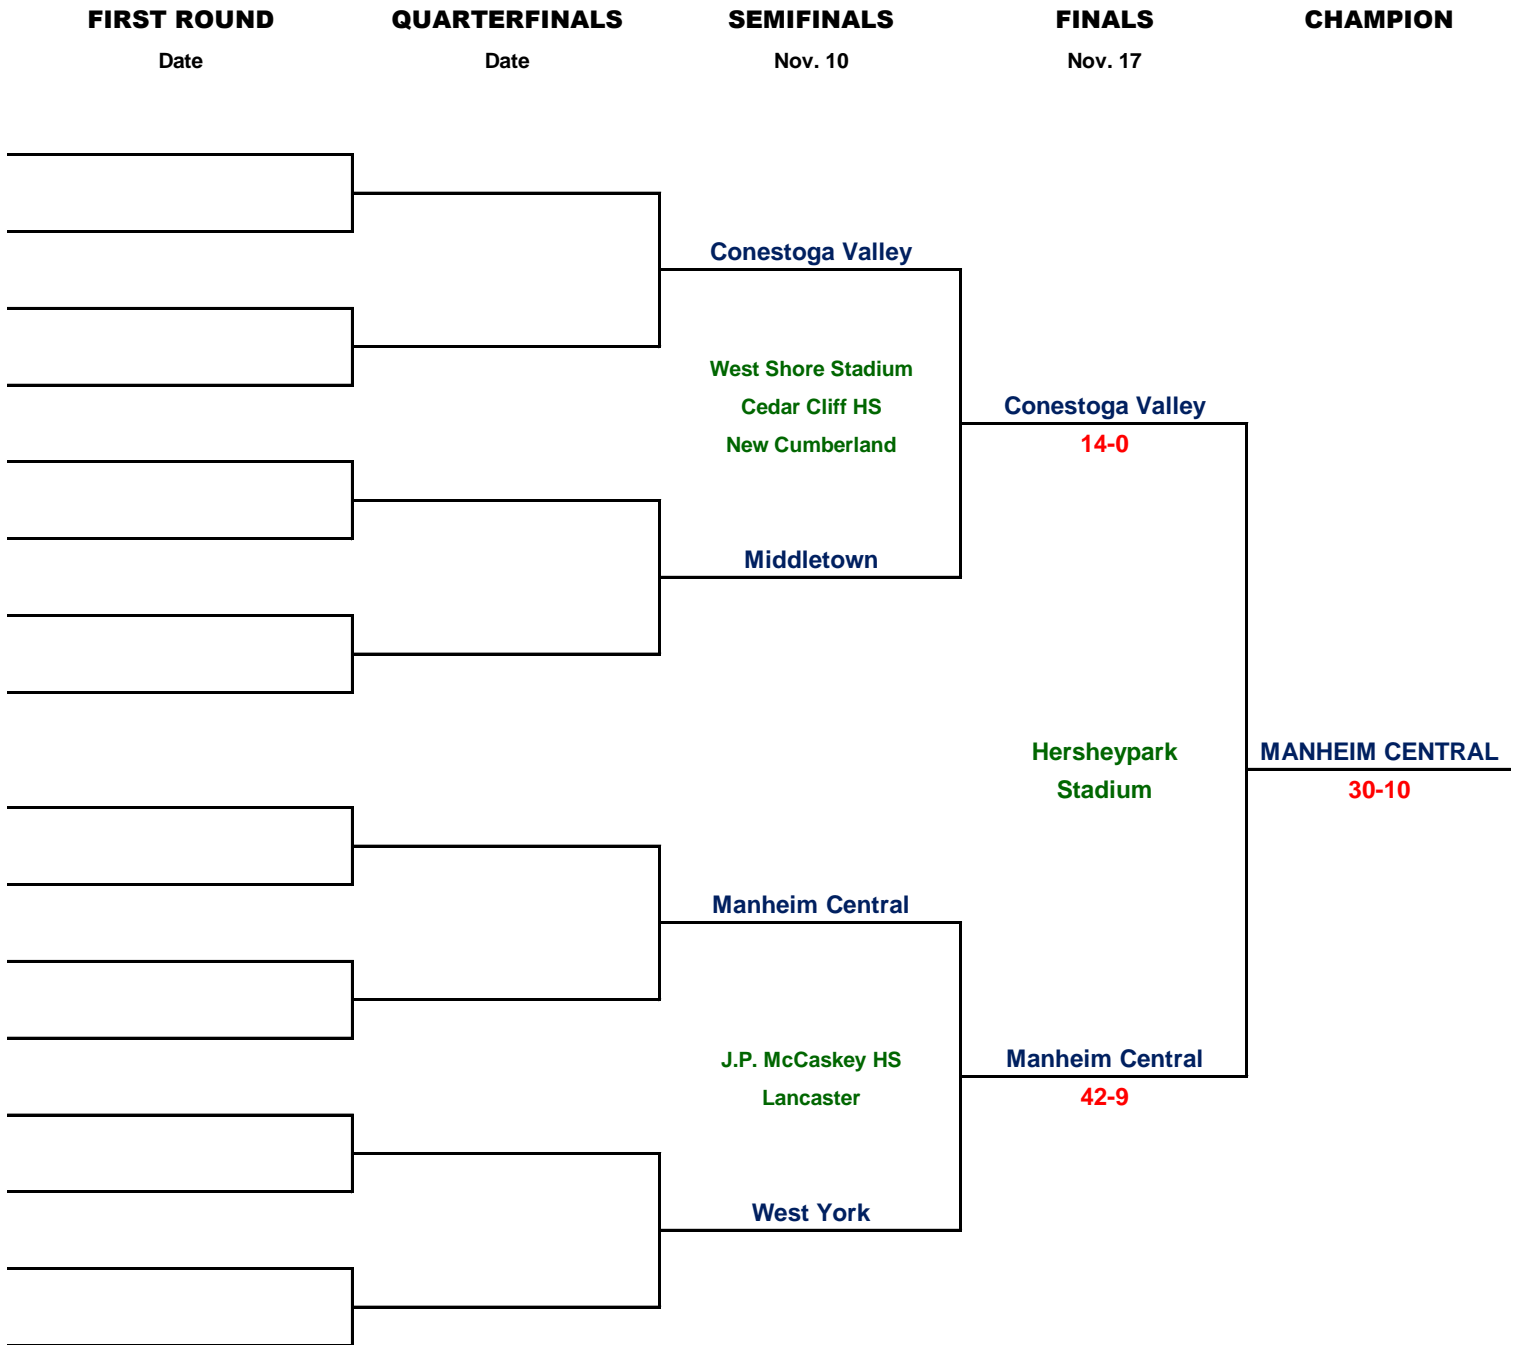 FIRST ROUND QUARTERFINALS SEMIFINALS FINALS CHAMPION
Date Date Nov. 10 Nov. 17
Conestoga Valley
West Shore Stadium
Cedar Cliff HS
New Cumberland
Conestoga Valley
14-0
Middletown
Hersheypark
Stadium
MANHEIM CENTRAL
30-10
Manheim Central
J.P. McCaskey HS
Lancaster
Manheim Central
42-9
West York